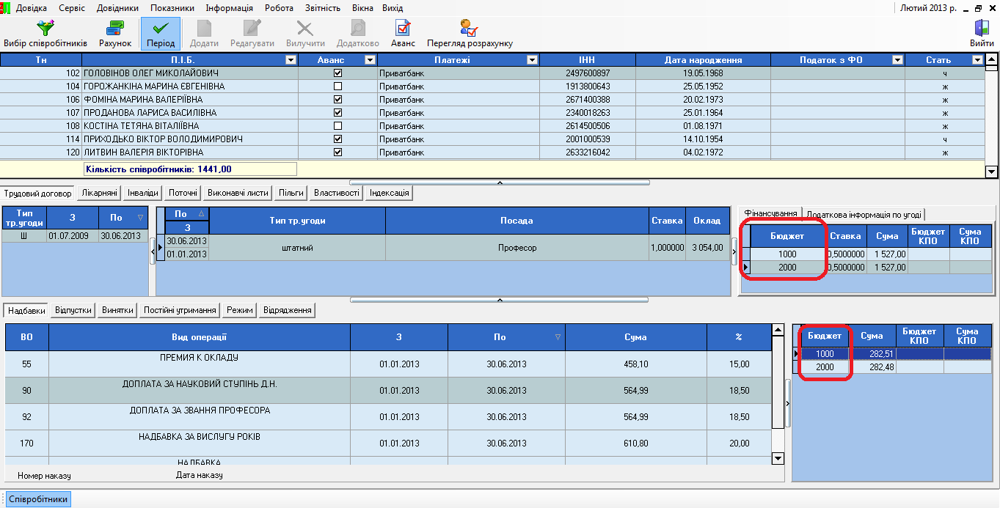 Довідка Сервіс Довідники Показники Інформація Робота Звітність Вікна Вихід Лютий 2013 р.
Вибір співробітників Рахунок Період Додати Редагувати Вилучити Додатково Аванс Перегляд розрахунку Вийти
Тн П.І.Б. Аванс Платежі ІНН Дата народження Податок з ФО Стать
102 ГОЛОВІНОВ ОЛЕГ МИКОЛАЙОВИЧ Приватбанк 2497600897 19.05.1968 ч
104 ГОРОЖАНКІНА МАРИНА ЄВГЕНІВНА Приватбанк 1913800643 25.05.1952 ж
106 ФОМІНА МАРИНА ВАЛЕРІЇВНА Приватбанк 2671400388 20.02.1973 ж
107 ПРОДАНОВА ЛАРИСА ВАСИЛІВНА Приватбанк 2340018263 25.01.1964 ж
108 КОСТІНА ТЕТЯНА ВІТАЛІЇВНА Приватбанк 2614500506 01.08.1971 ж
114 ПРИХОДЬКО ВІКТОР ВОЛОДИМИРОВИЧ Приватбанк 2001000539 14.10.1954 ч
120 ЛИТВИН ВАЛЕРІЯ ВІКТОРІВНА Приватбанк 2633216042 04.02.1972 ж
Кількість співробітників: 1441,00
Трудовий договор Лікарняні Інваліди Поточні Виконавчі листи Пільги Властивості Індексація
Тип тр.угоди З По
Ш 01.07.2009 30.06.2013
По З Тип тр.угоди Посада Ставка Оклад
30.06.2013 01.01.2013 штатний Професор 1,000000 3 054,00
Фінансування Додаткова інформація по угоді
Бюджет Ставка Сума Бюджет КПО Сума КПО
1000 0,5000000 1 527,00
2000 0,5000000 1 527,00
Надбавки Відпустки Винятки Постійні утримання Режим Відрядження
ВО Вид операції З По Сума %
55 ПРЕМИЯ К ОКЛАДУ 01.01.2013 30.06.2013 458,10 15,00
90 ДОПЛАТА ЗА НАУКОВИЙ СТУПІНЬ Д.Н. 01.01.2013 30.06.2013 564,99 18,50
92 ДОПЛАТА ЗА ЗВАННЯ ПРОФЕСОРА 01.01.2013 30.06.2013 564,99 18,50
170 НАДБАВКА ЗА ВИСЛУГУ РОКІВ 01.01.2013 30.06.2013 610,80 20,00
НАДБАВКА
Номер наказу Дата наказу
Бюджет Сума Бюджет КПО Сума КПО
1000 282,51
2000 282,48
Співробітники